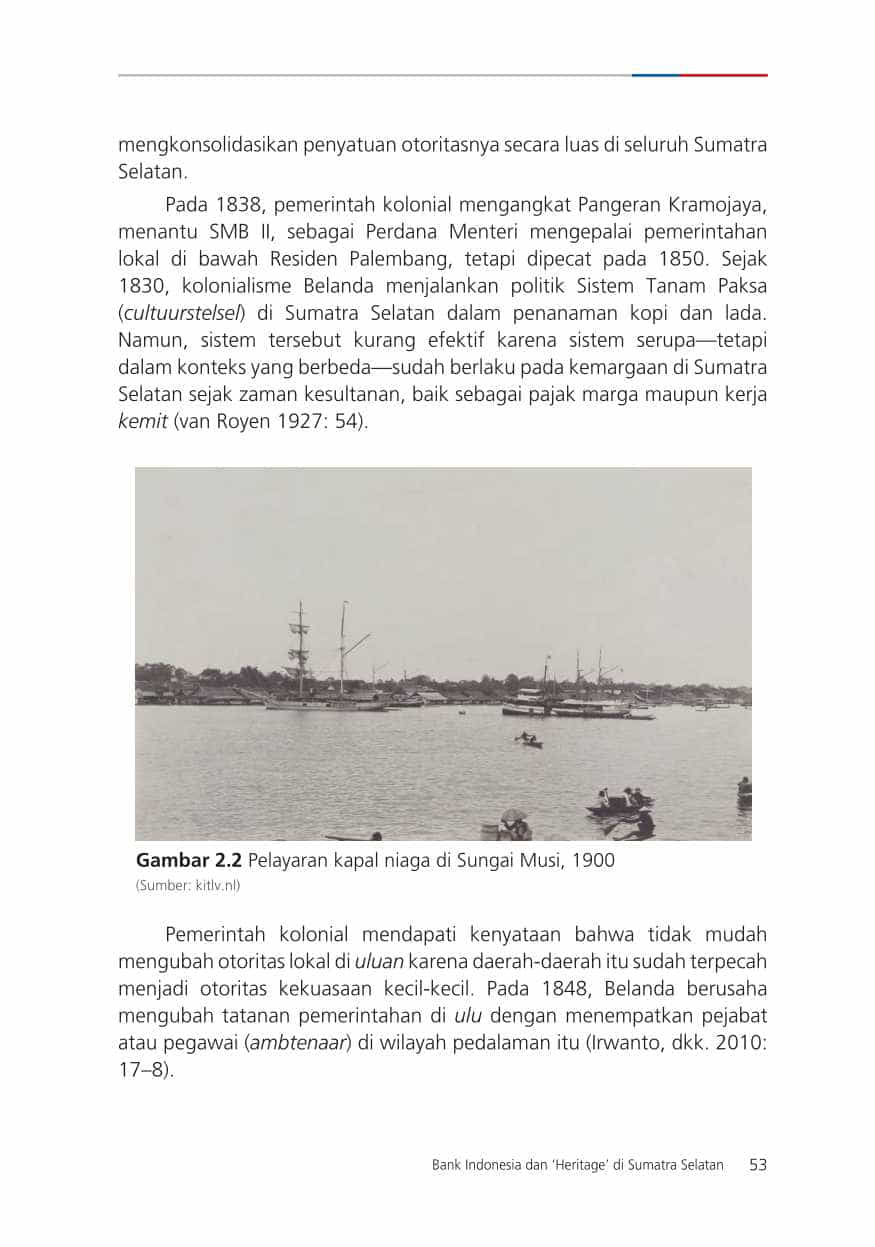 mengkonsolidasikan penyatuan otoritasnya secara luas di seluruh Sumatra
Selatan.
Pada 1838, pemerintah kolonial mengangkat Pangeran Kramojaya,
menantu SMB II, sebagai Perdana Menteri mengepalai pemerintahan
lokal di bawah Residen Palembang, tetapi dipecat pada 1850. Sejak
1830, kolonialisme Belanda menjalankan politik Sistem Tanam Paksa
(cultuurstelsel) di Sumatra Selatan dalam penanaman kopi dan lada.
Namun, sistem tersebut kurang efektif karena sistem serupa—tetapi
dalam konteks yang berbeda—sudah berlaku pada kemargaan di Sumatra
Selatan sejak zaman kesultanan, baik sebagai pajak marga maupun kerja
kemit (van Royen 1927: 54).
Gambar 2.2 Pelayaran kapal niaga di Sungai Musi, 1900
(Sumber: kitlv.nl)
Pemerintah kolonial mendapati kenyataan bahwa tidak mudah
mengubah otoritas lokal di uluan karena daerah-daerah itu sudah terpecah
menjadi otoritas kekuasaan kecil-kecil. Pada 1848, Belanda berusaha
mengubah tatanan pemerintahan di ulu dengan menempatkan pejabat
atau pegawai (ambtenaar) di wilayah pedalaman itu (Irwanto, dkk. 2010:
17–8).
Bank Indonesia dan ‘Heritage’ di Sumatra Selatan 53